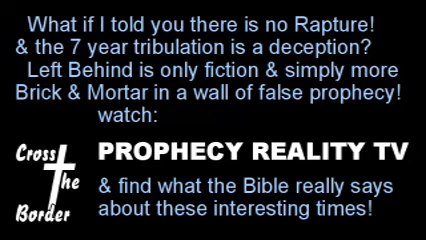 What if I told you there is no Rapture!
& the 7 year tribulation is a deception?
Left Behind is only fiction & simply more
Brick & Mortar in a wall of false prophecy!
watch:
Cross
the
Border
PROPHECY REALITY TV
& find what the Bible really says
about these interesting times!